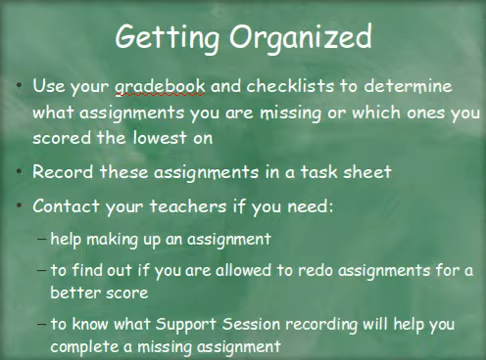 Getting Organized
• Use your gradebook and checklists to determine
what assignments you are missing or which ones you
scored the lowest on
• Record these assignments in a task sheet
• Contact your teachers if you need:
– help making up an assignment
– to find out if you are allowed to redo assignments for a
better score
– to know what Support Session recording will help you
complete a missing assignment